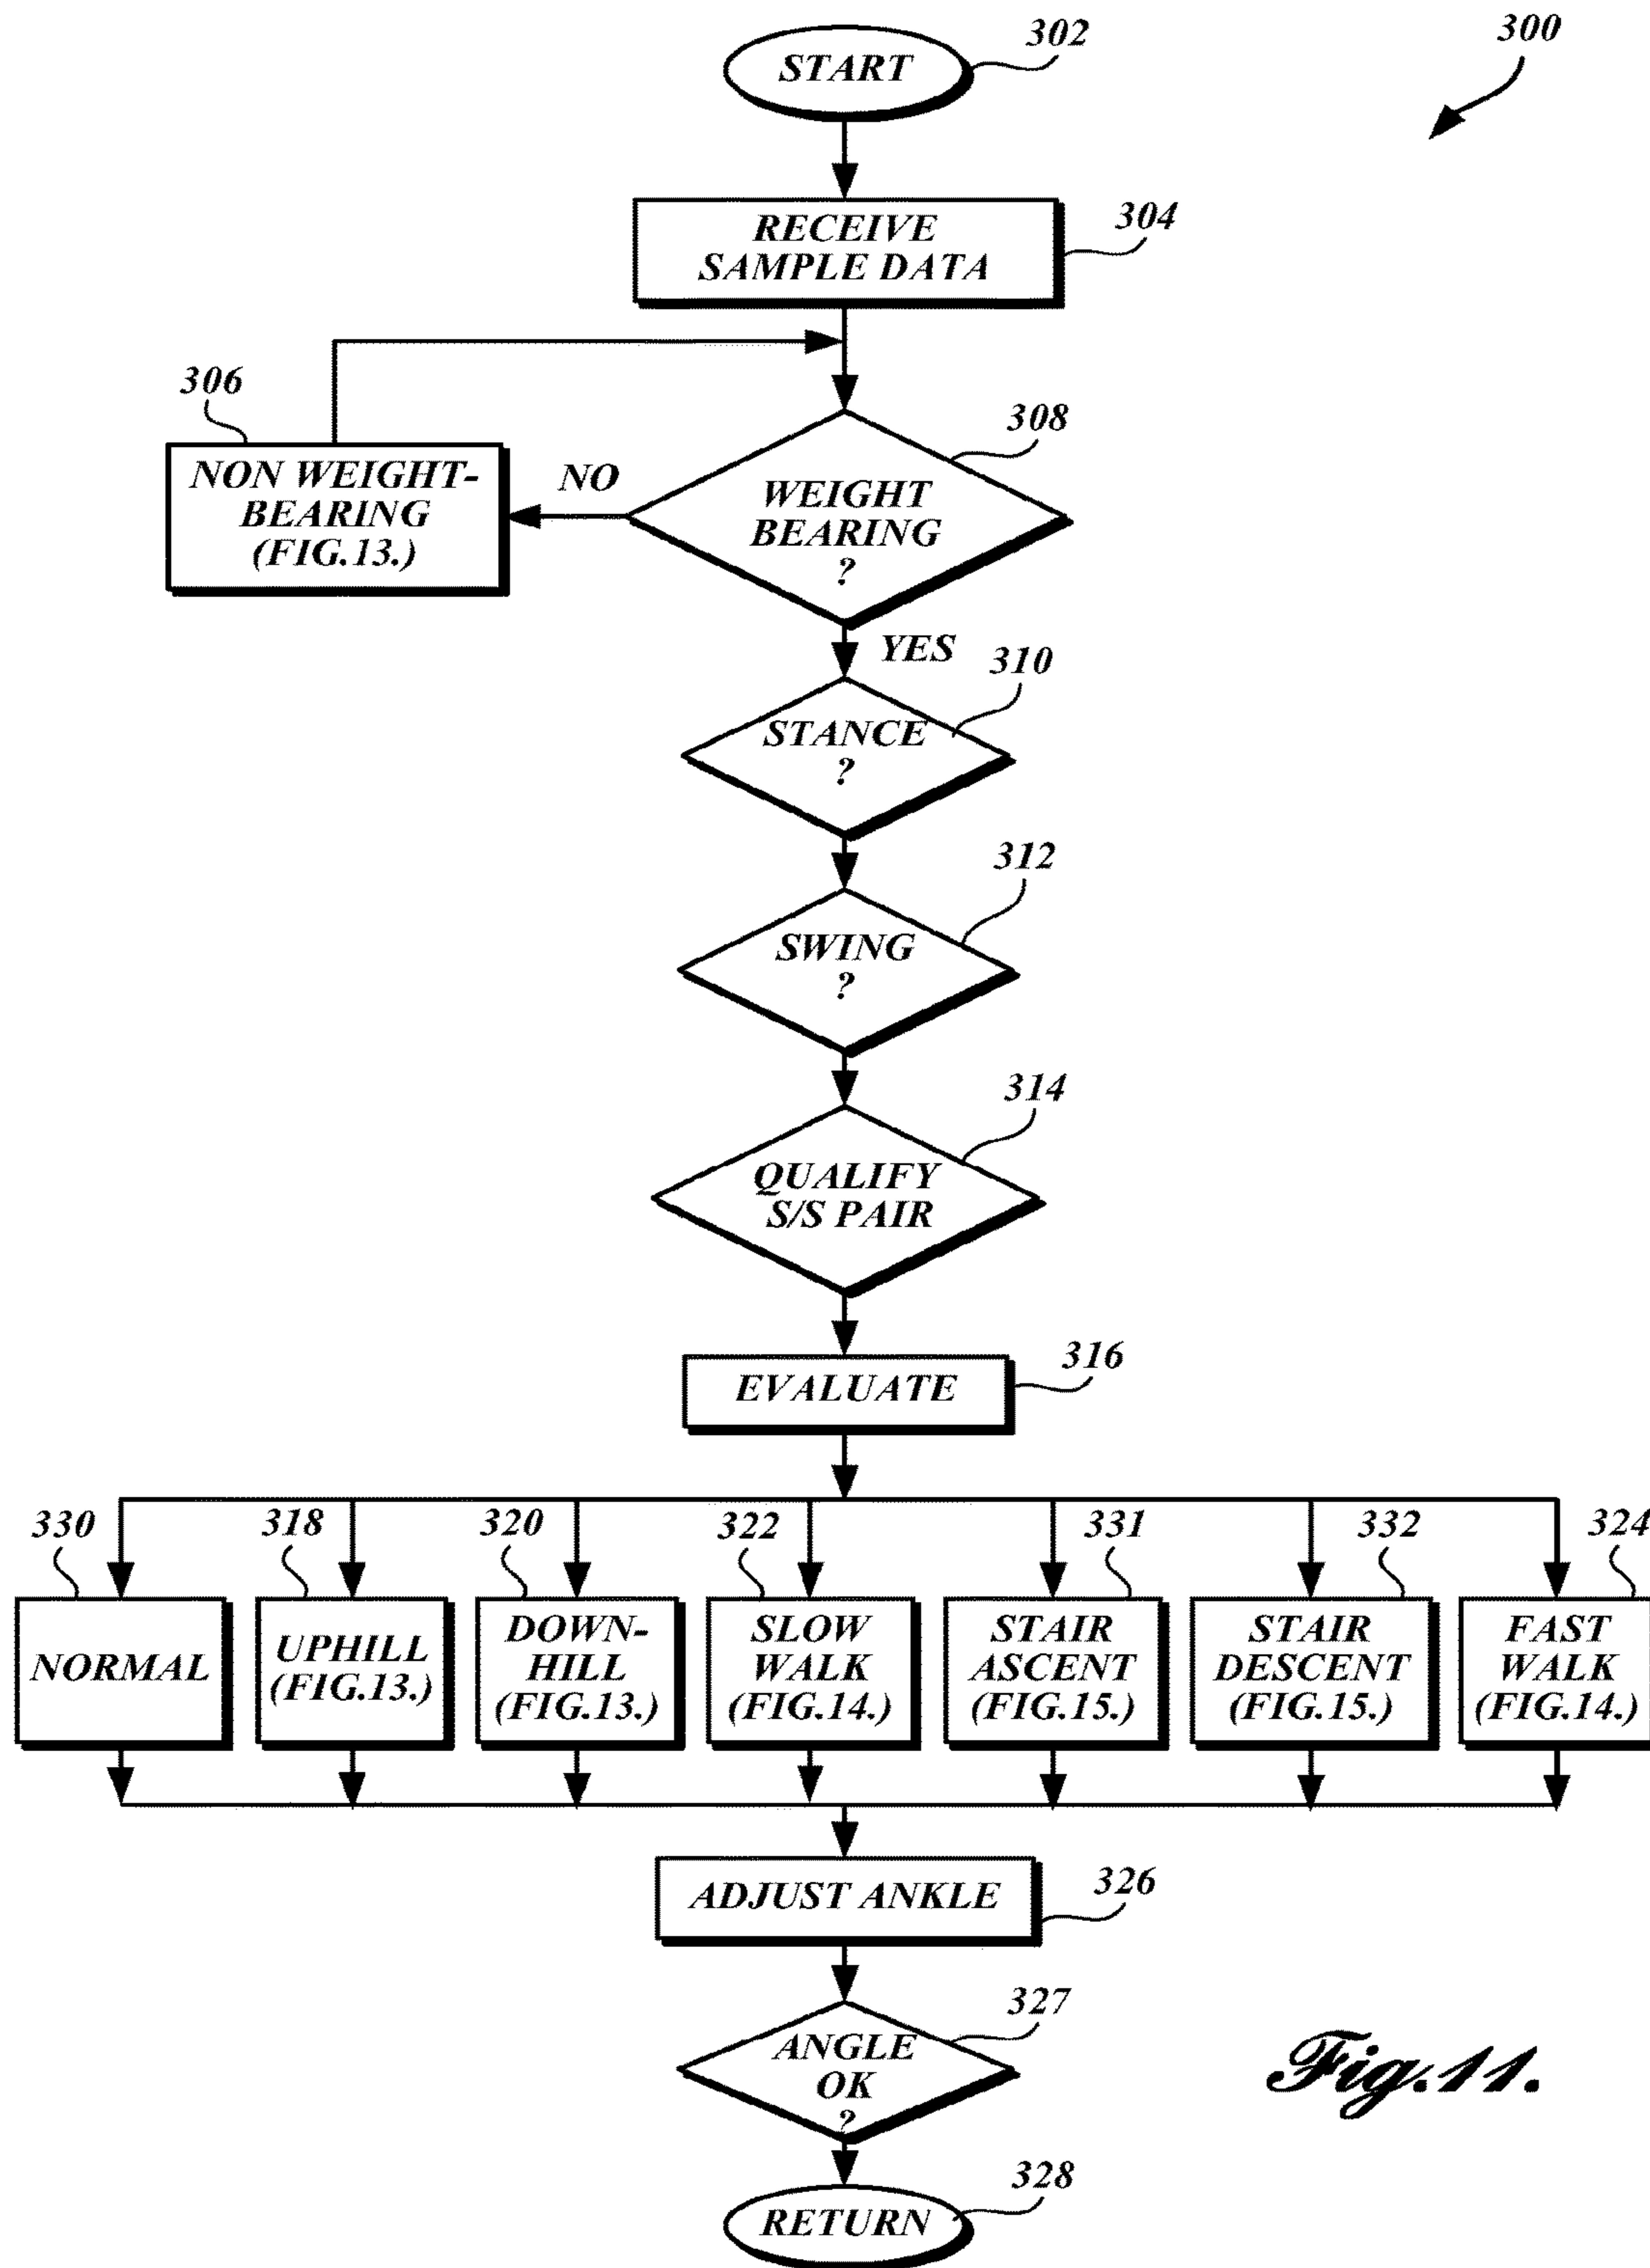 302
300
START
304
RECEIVE
SAMPLE DATA
306
308
NON WEIGHT-
BEARING
(FIG.13.)
NO
WEIGHT
BEARING
?
YES
310
STANCE
?
312
SWING
?
314
QUALIFY
S/S PAIR
316
EVALUATE
330
318
320
322
331
332
324
NORMAL
UPHILL
(FIG.13.)
DOWN-
HILL
(FIG.13.)
SLOW
WALK
(FIG.14.)
STAIR
ASCENT
(FIG.15.)
STAIR
DESCENT
(FIG.15.)
FAST
WALK
(FIG.14.)
326
ADJUST ANKLE
327
ANGLE
OK
?
Fig.11.
328
RETURN